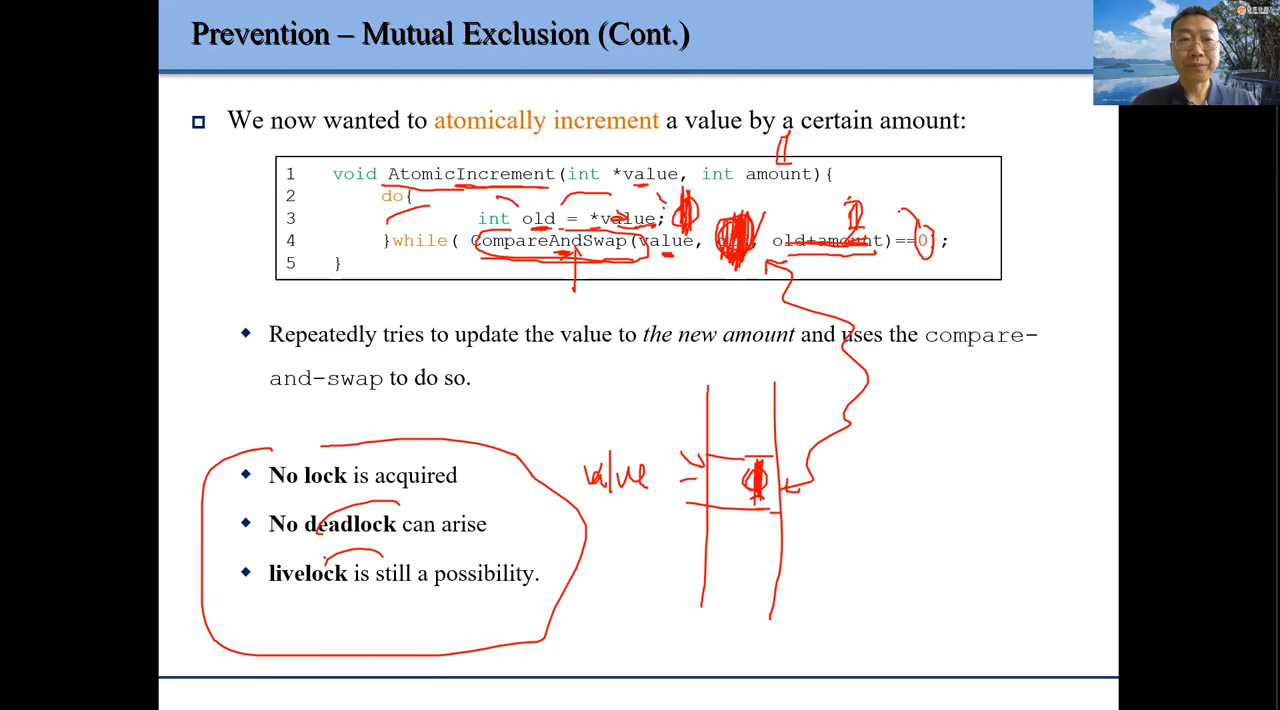 Prevention – Mutual Exclusion (Cont.)
We now wanted to atomically increment a value by a certain amount:
1 void AtomicIncrement(int *value, int amount){
2 do{
3 int old = *value;
4 }while( CompareAndSwap(value, old, old+amount)==0);
5 }
Repeatedly tries to update the value to the new amount and uses the compare-
and-swap to do so.
No lock is acquired
value
No deadlock can arise
livelock is still a possibility.